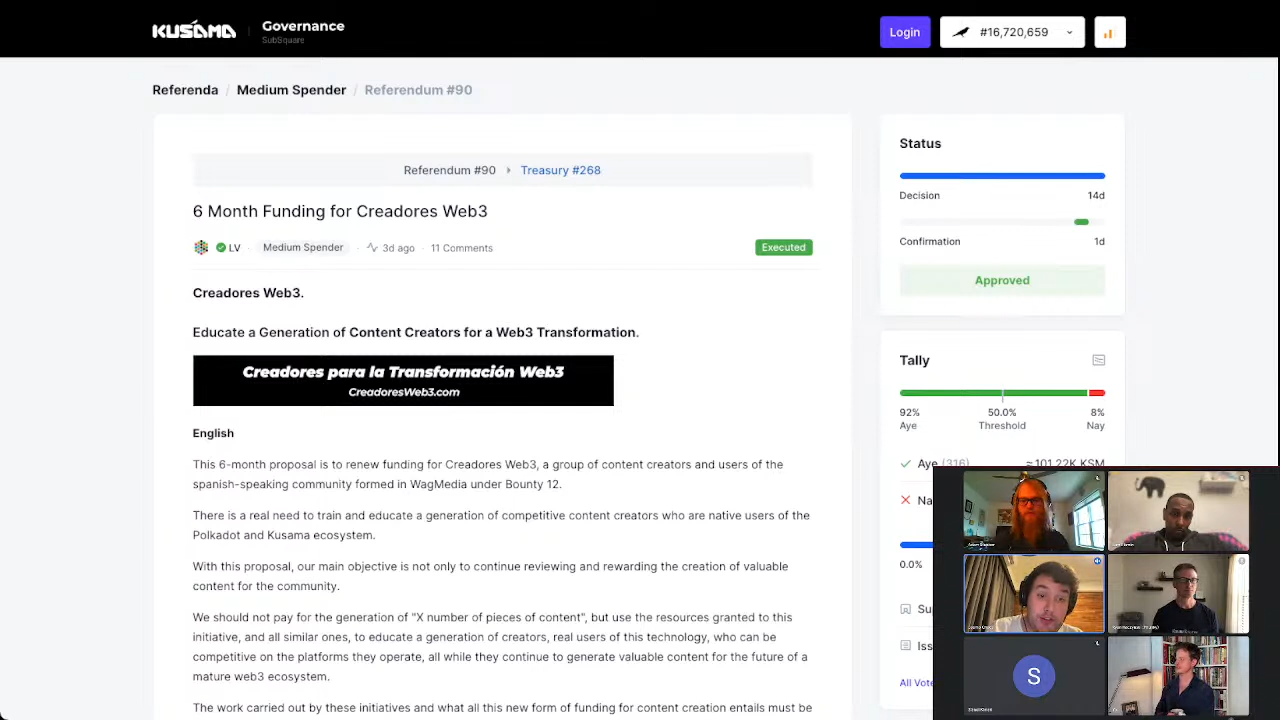 KUSAMA
Governance
SubSquare
Login
#16,720,659
Referenda / Medium Spender / Referendum #90
Referendum #90
Treasury #268
6 Month Funding for Creadores Web3
LV · Medium Spender · 3d ago · 11 Comments
Executed
Creadores Web3.
Educate a Generation of Content Creators for a Web3 Transformation.
Creadores para la Transformación Web3
CreadoresWeb3.com
English
This 6-month proposal is to renew funding for Creadores Web3, a group of content creators and users of the
spanish-speaking community formed in WagMedia under Bounty 12.
There is a real need to train and educate a generation of competitive content creators who are native users of the
Polkadot and Kusama ecosystem.
With this proposal, our main objective is not only to continue reviewing and rewarding the creation of valuable
content for the community.
We should not pay for the generation of "X number of pieces of content", but use the resources granted to this
initiative, and all similar ones, to educate a generation of creators, real users of this technology, who can be
competitive on the platforms they operate, all while they continue to generate valuable content for the future of a
mature web3 ecosystem.
The work carried out by these initiatives and what all this new form of funding for content creation entails must be
Status
Decision
14d
Confirmation
1d
Approved
Tally
92%
50.0%
8%
Aye
Threshold
Nay
Aye (316)
≈101.22K KSM
Na
0.0%
Su
Iss
All Vote
S